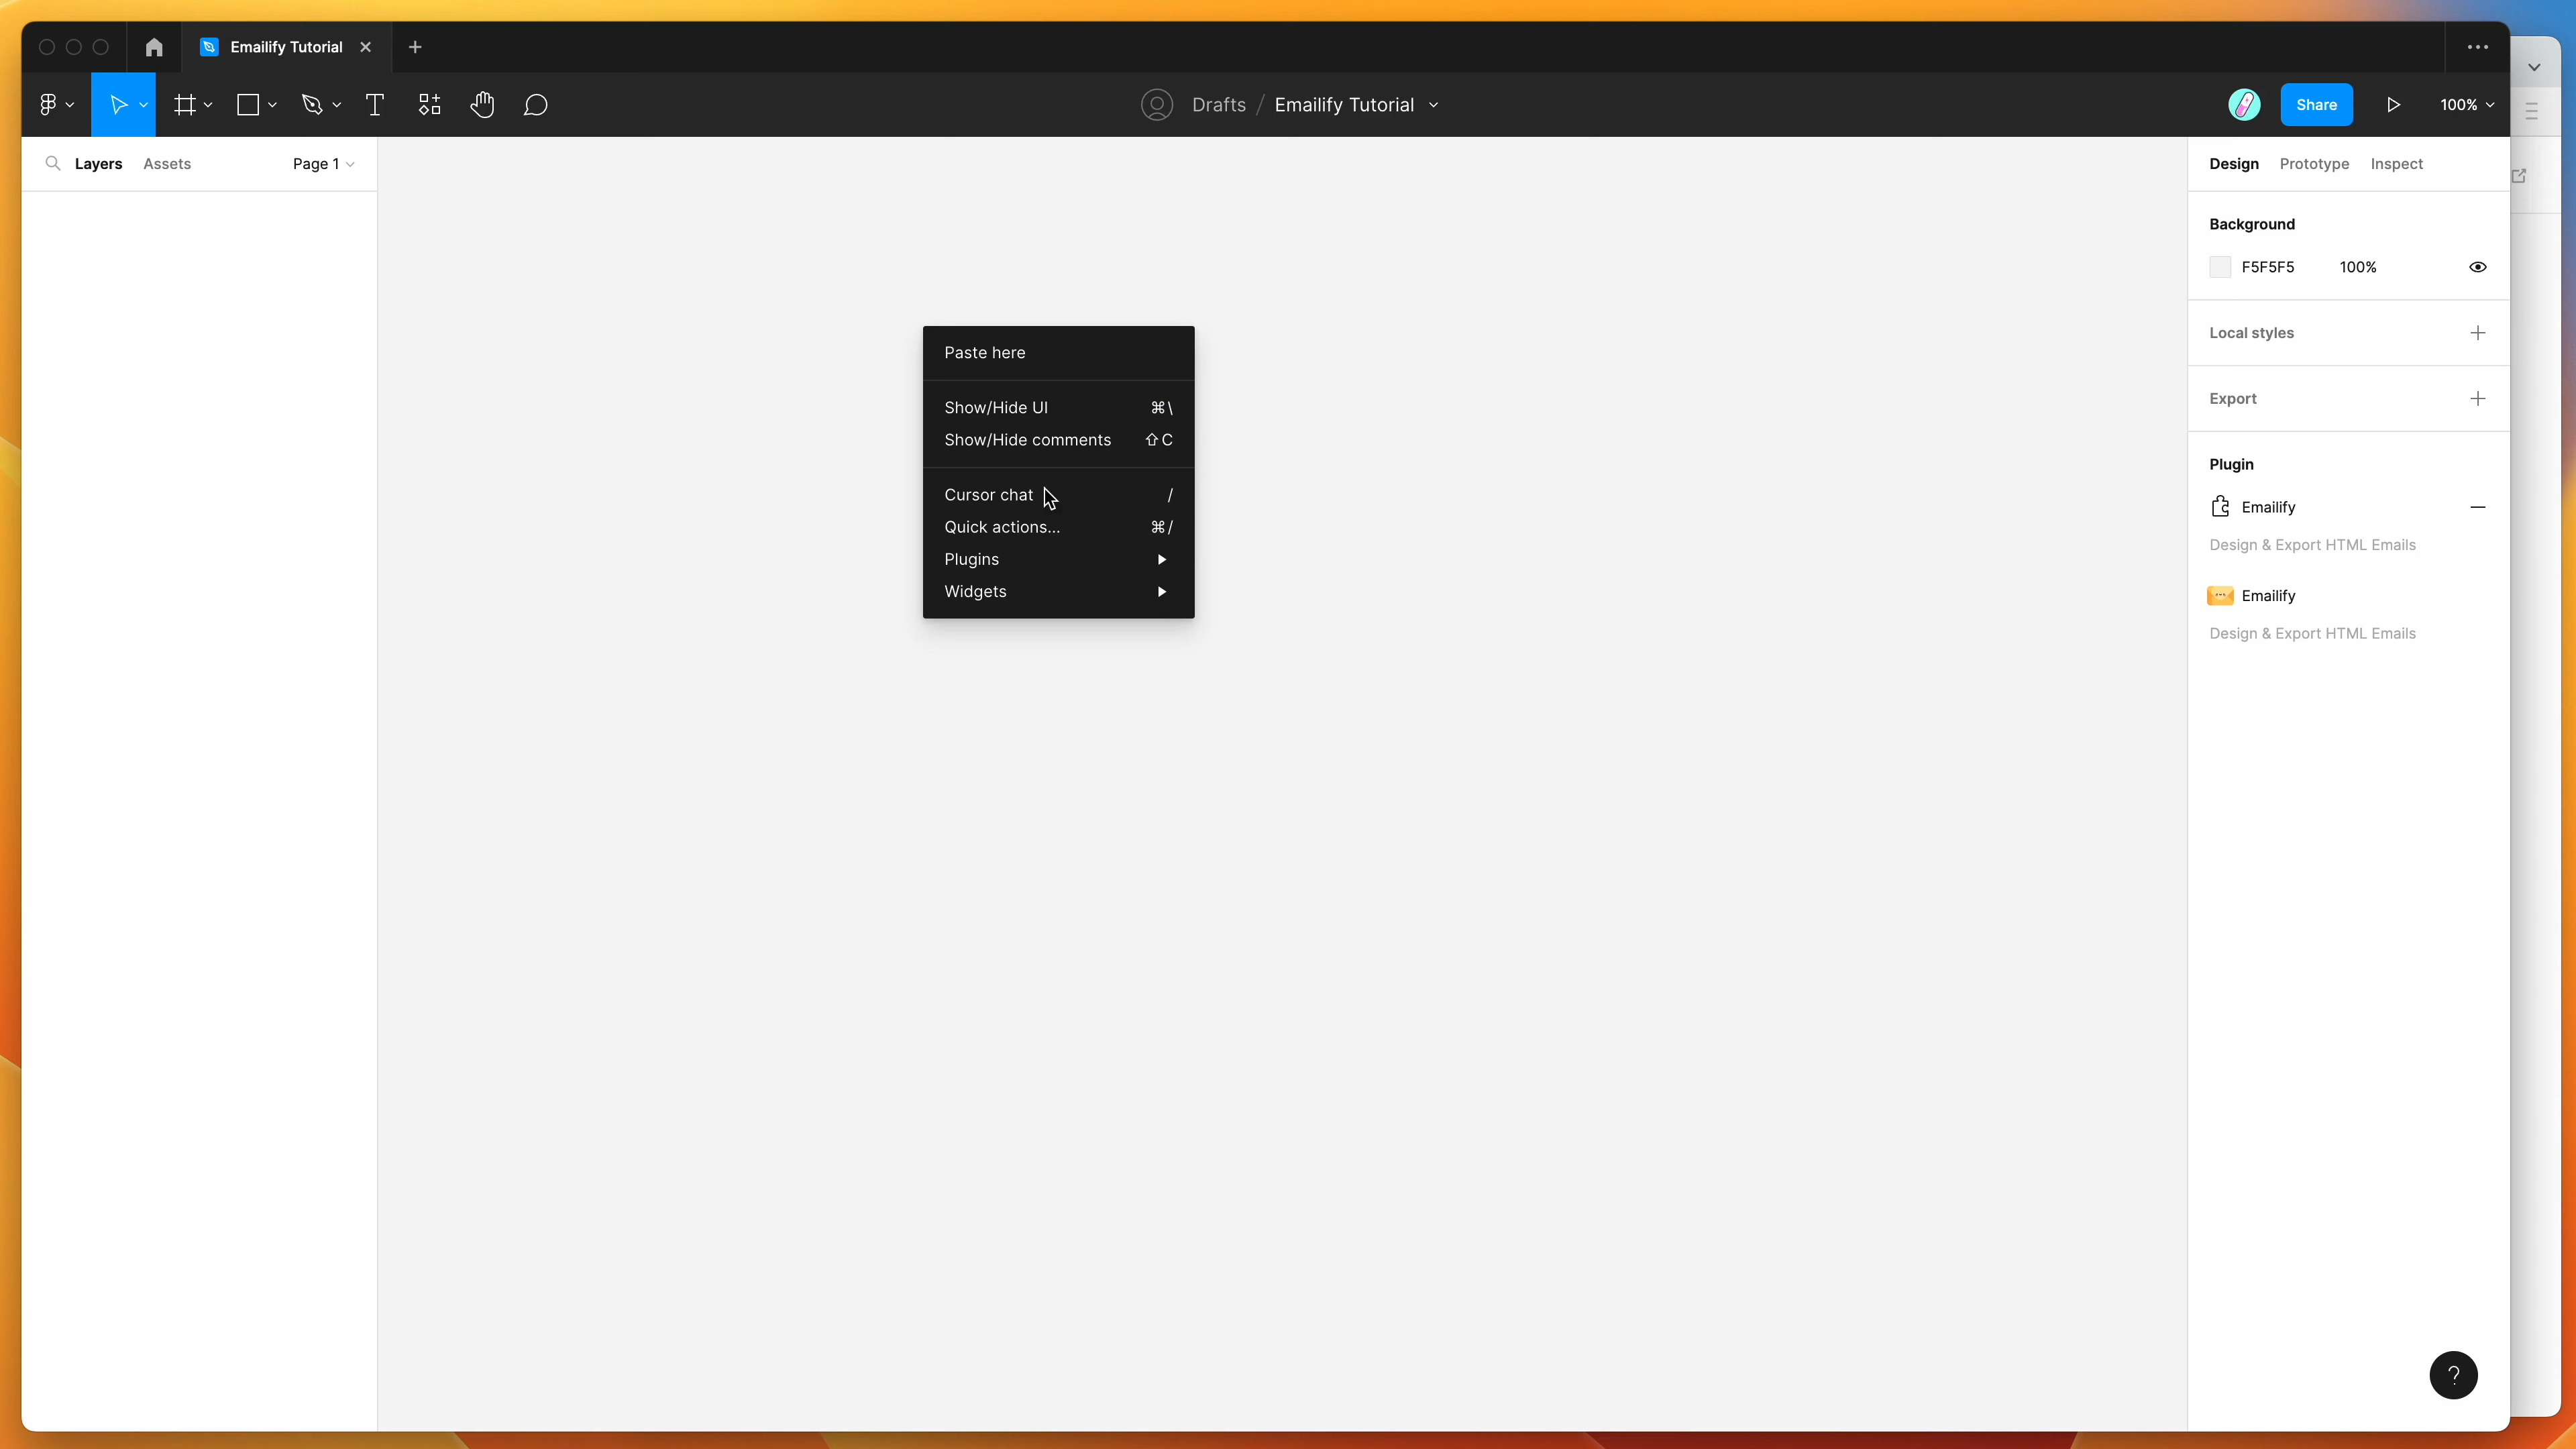 Emailify Tutorial
Drafts / Emailify Tutorial
Share
100%
Layers
Assets
Page 1
Design
Prototype
Inspect
Background
F5F5F5
100%
Local styles
Export
Plugin
Emailify
Design & Export HTML Emails
Emailify
Design & Export HTML Emails
Paste here
Show/Hide UI ⌘\
Show/Hide comments ⇧C
Cursor chat /
Quick actions... ⌘/
Plugins
Widgets
?